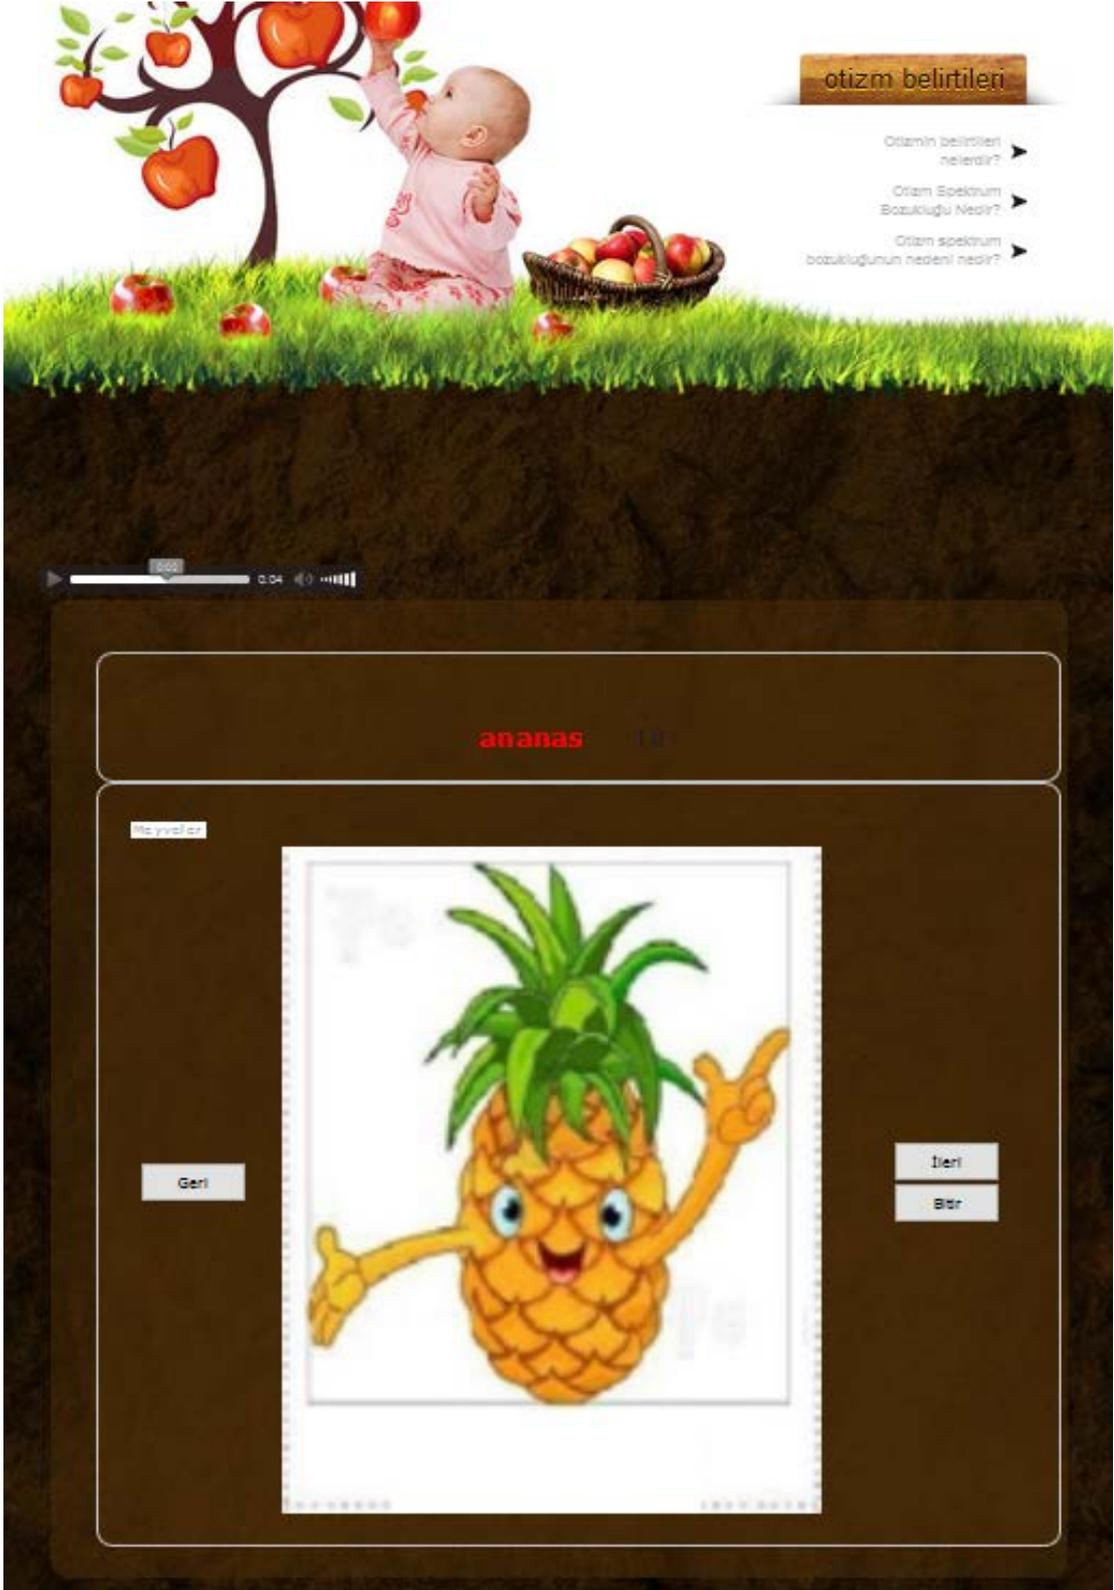 otizm belirtileri
Otizmin belirtileri
nelerdir?
Otizm Spektrum
Bozukluğu Nedir?
Otizm spektrum
bozukluğunun nedeni nedir?
0:04
ananas
Meyveler
Geri
İleri
Bitir